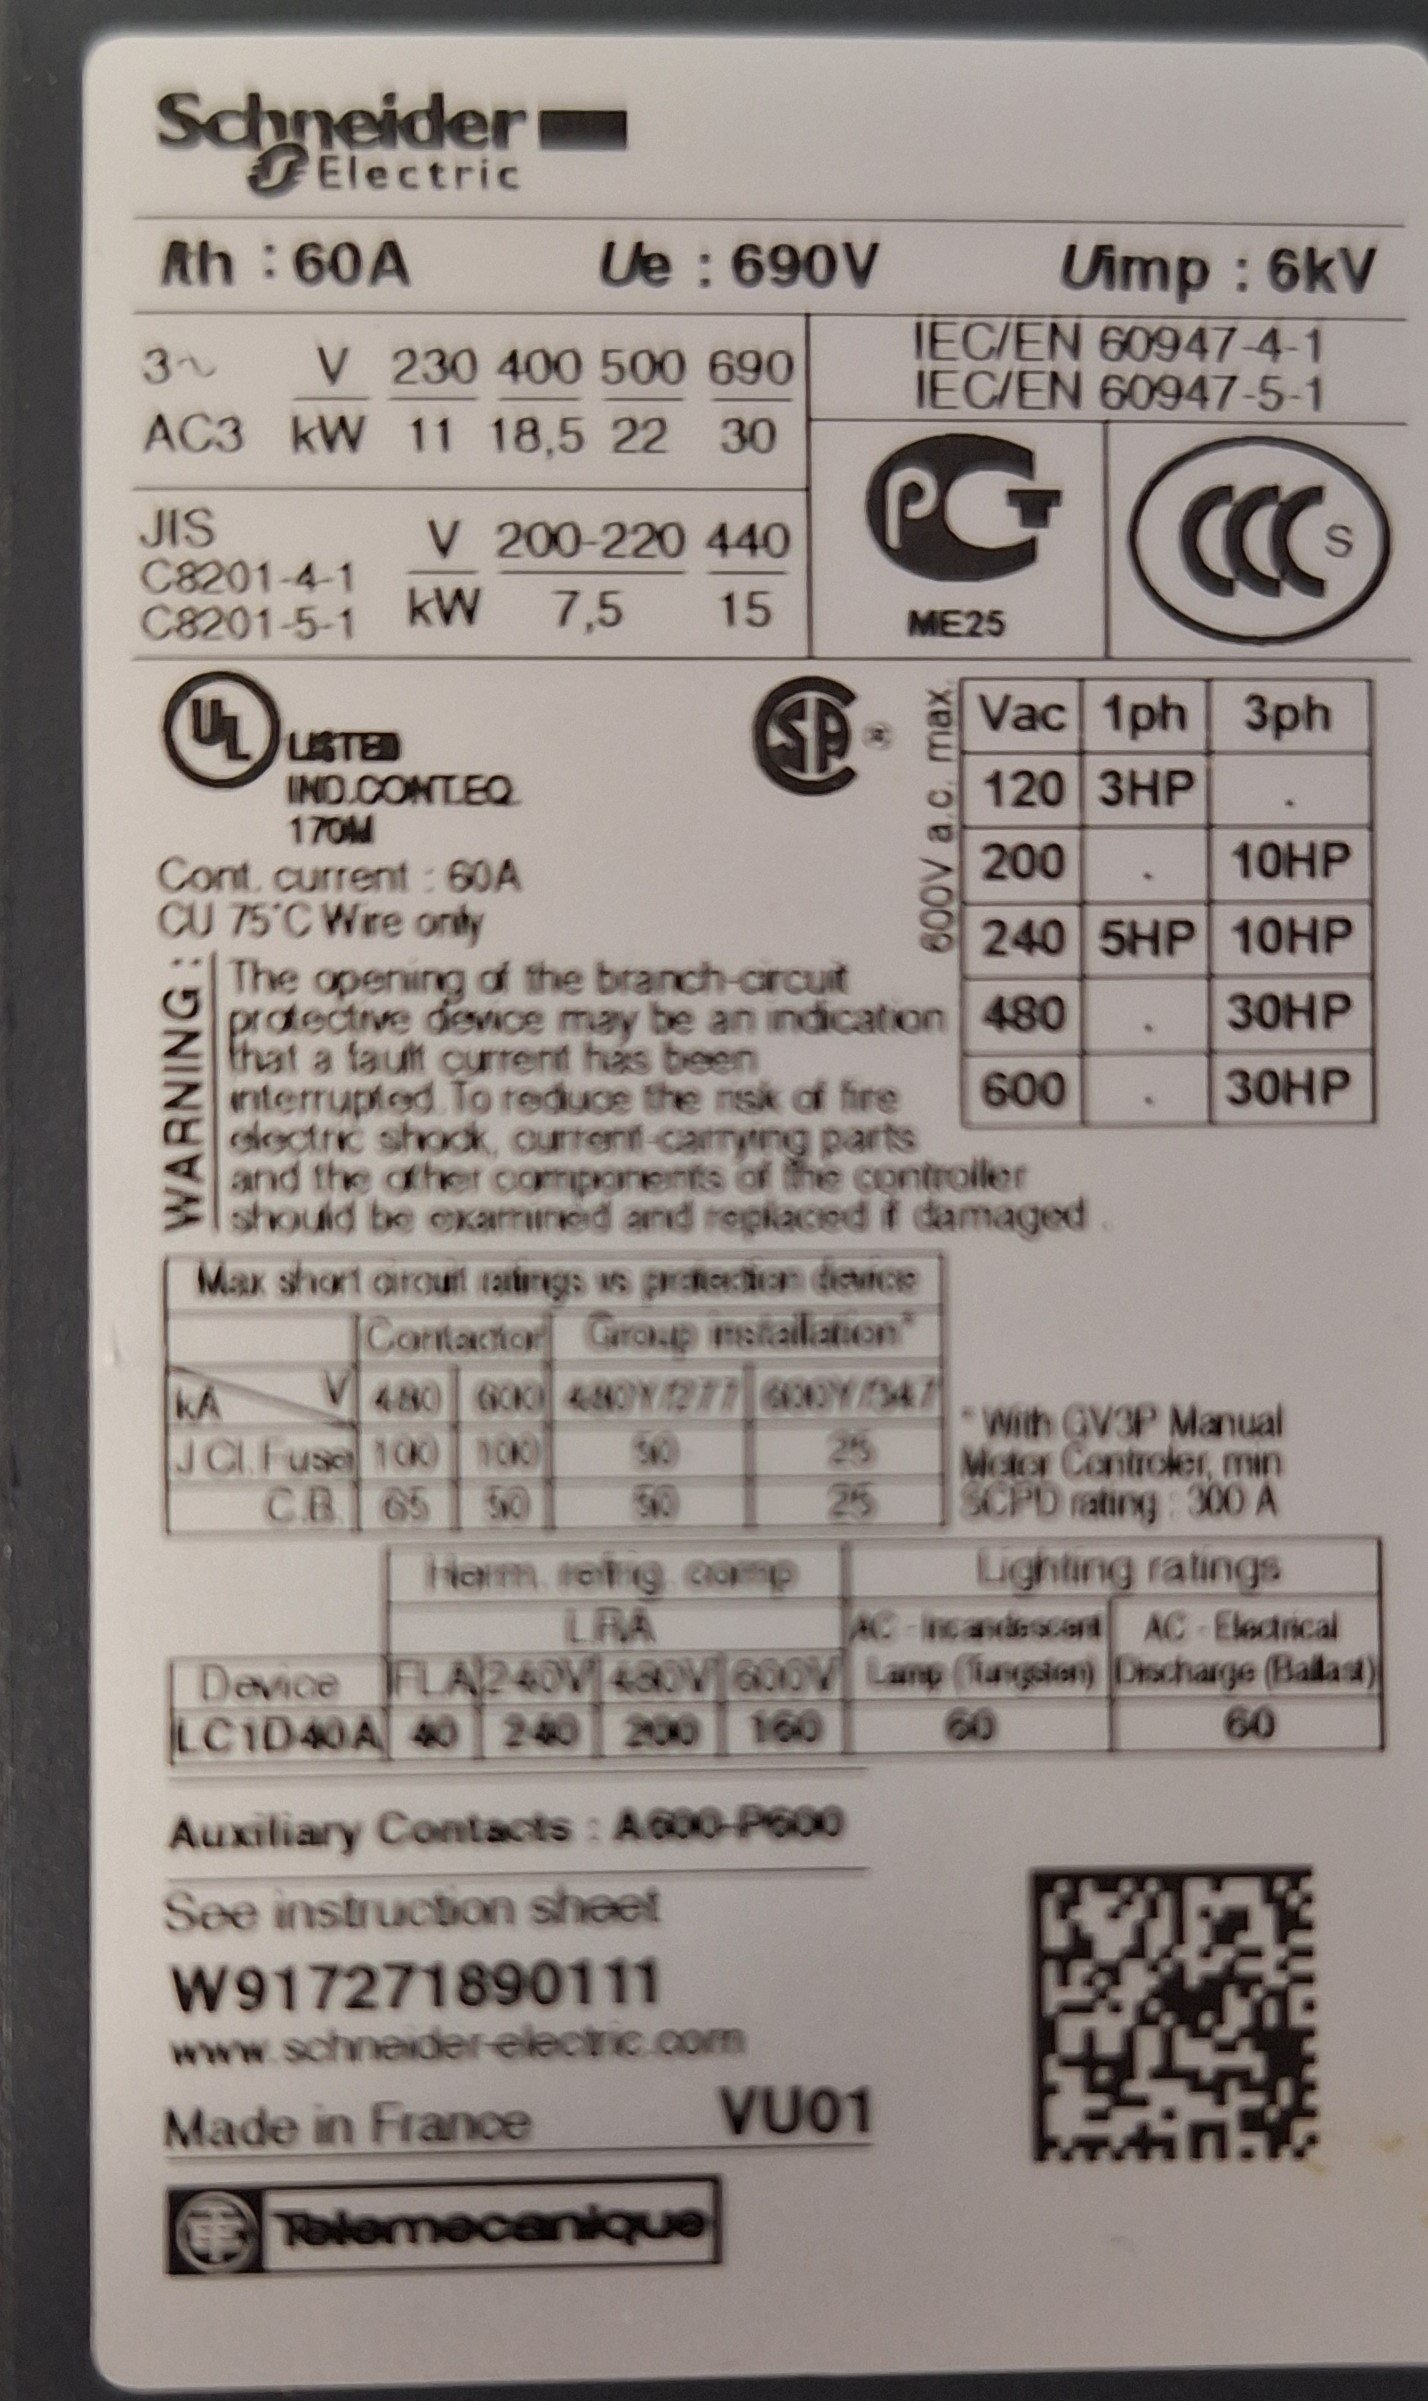 Schneider
Electric
Ith : 60A Ue : 690V Uimp : 6kV
3~ V 230 400 500 690
AC3 kW 11 18,5 22 30
IEC/EN 60947-4-1
IEC/EN 60947-5-1
JIS
C8201-4-1
C8201-5-1
V 200-220 440
kW 7,5 15
PCT
ME25
CCC S
UL LISTED
IND.CONT.EQ.
170M
SA ®
Cont. current : 60A
CU 75°C Wire only
600V a.c. max.
Vac 1ph 3ph
120 3HP .
200 . 10HP
240 5HP 10HP
480 . 30HP
600 . 30HP
WARNING :
The opening of the branch-circuit
protective device may be an indication
that a fault current has been
interrupted. To reduce the risk of fire
electric shock, current-carrying parts
and the other components of the controller
should be examined and replaced if damaged .
Max short circuit ratings vs protection device
Contactor Group installation*
kA V 480 600 480Y/277 600Y/347
J Cl. Fuse 100 100 50 25
C.B. 65 50 50 25
* With GV3P Manual
Motor Controler, min
SCPD rating : 300 A
Herm. refrig. comp Lighting ratings
LRA AC - Incandescent AC - Electrical
Device FLA 240V 480V 600V Lamp (Tungsten) Discharge (Ballast)
LC1D40A 40 240 200 160 60 60
Auxiliary Contacts : A600-P600
See instruction sheet
W917271890111
www.schneider-electric.com
Made in France VU01
Telemecanique